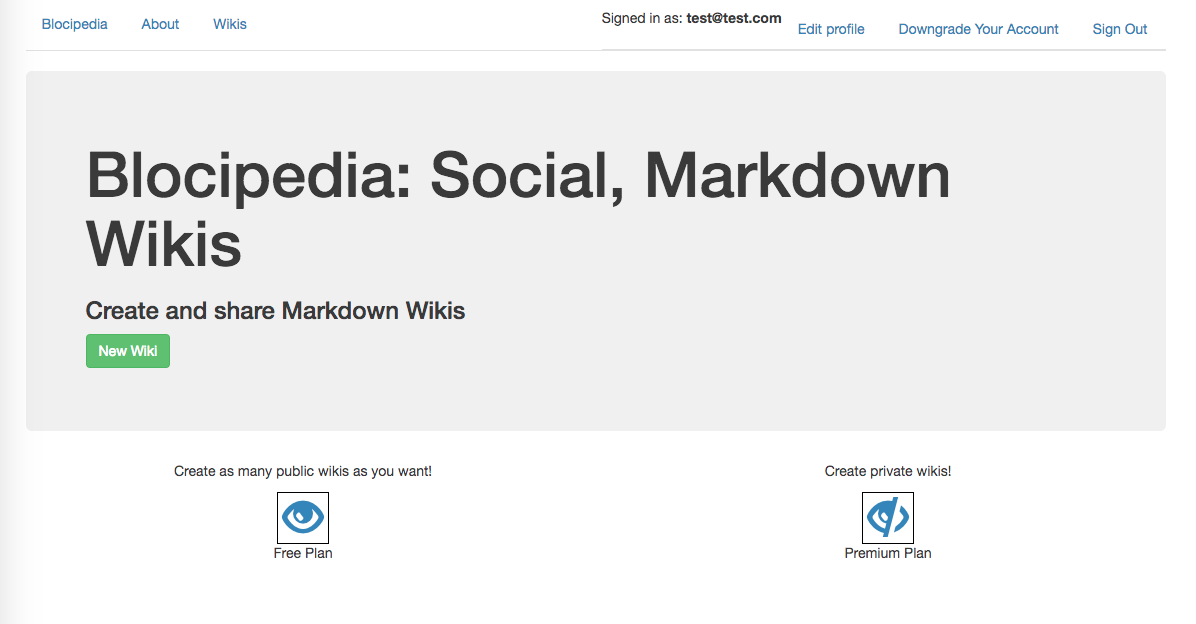 Blocipedia About Wikis Signed in as: test@test.com Edit profile Downgrade Your Account Sign Out
Blocipedia: Social, Markdown
Wikis
Create and share Markdown Wikis
New Wiki
Create as many public wikis as you want!
Free Plan
Create private wikis!
Premium Plan